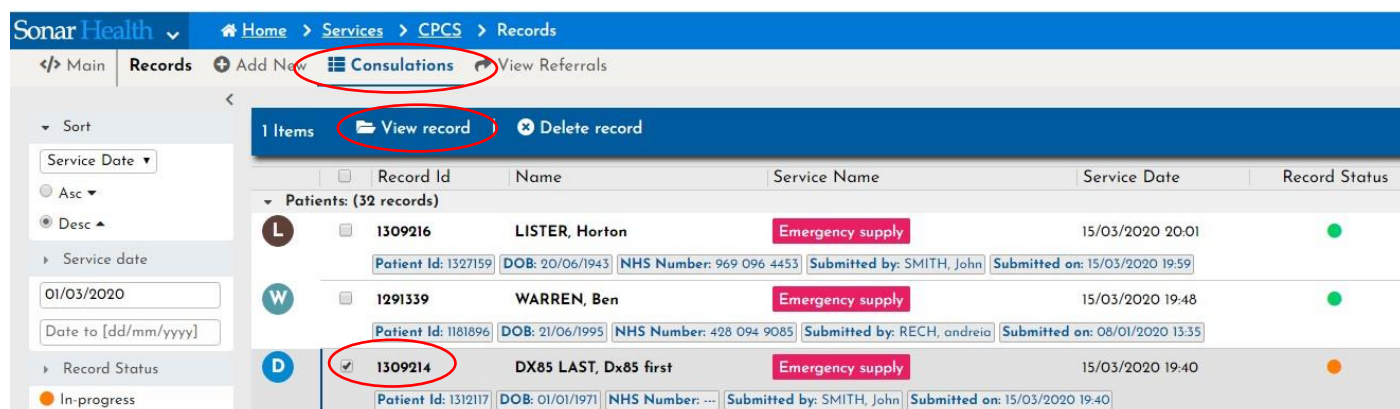 Sonar Health Home > Services > CPCS > Records
</> Main Records Add New Consulations View Referrals
Sort
Service Date
Asc
Desc
Service date
01/03/2020
Date to [dd/mm/yyyy]
Record Status
In-progress
1 Items View record Delete record
Record Id Name Service Name Service Date Record Status
Patients: (32 records)
L 1309216 LISTER, Horton Emergency supply 15/03/2020 20:01
Patient Id: 1327159 DOB: 20/06/1943 NHS Number: 969 096 4453 Submitted by: SMITH, John Submitted on: 15/03/2020 19:59
W 1291339 WARREN, Ben Emergency supply 15/03/2020 19:48
Patient Id: 1181896 DOB: 21/06/1995 NHS Number: 428 094 9085 Submitted by: RECH, andreia Submitted on: 08/01/2020 13:35
D 1309214 DX85 LAST, Dx85 first Emergency supply 15/03/2020 19:40
Patient Id: 1312117 DOB: 01/01/1971 NHS Number: --- Submitted by: SMITH, John Submitted on: 15/03/2020 19:40